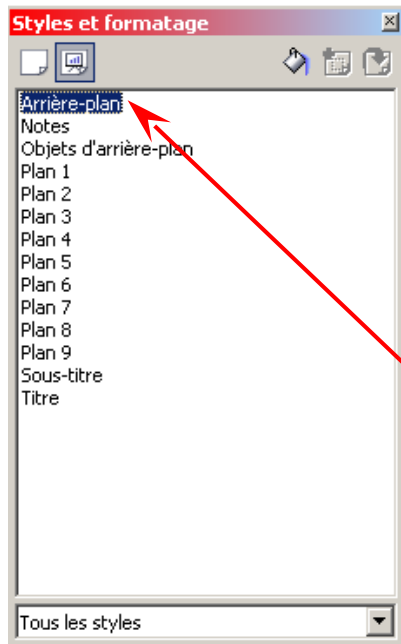 Styles et formatage
Arrière-plan
Notes
Objets d'arrière-plan
Plan 1
Plan 2
Plan 3
Plan 4
Plan 5
Plan 6
Plan 7
Plan 8
Plan 9
Sous-titre
Titre
Tous les styles